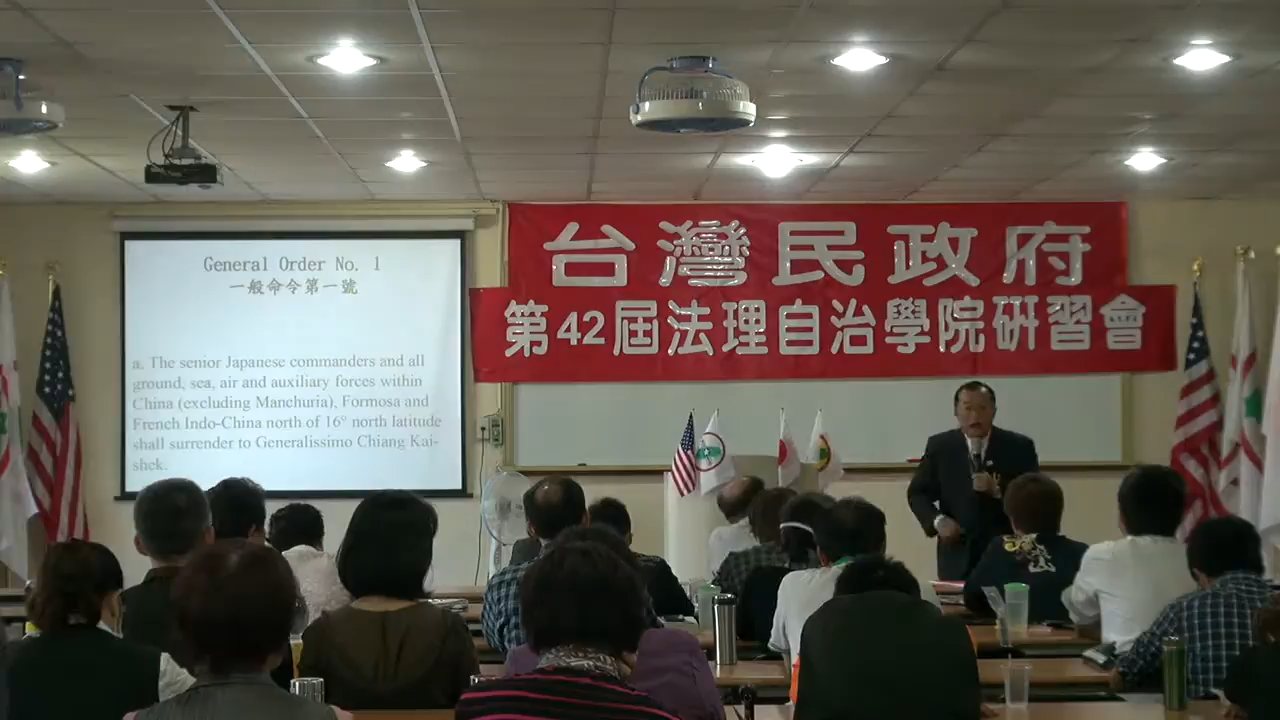 General Order No. 1
一般命令第一號
a. The senior Japanese commanders and all
ground, sea, air and auxiliary forces within
China (excluding Manchuria), Formosa and
French Indo-China north of 16° north latitude
shall surrender to Generalissimo Chiang Kai-
shek.
台灣民政府
第42屆法理自治學院研習會